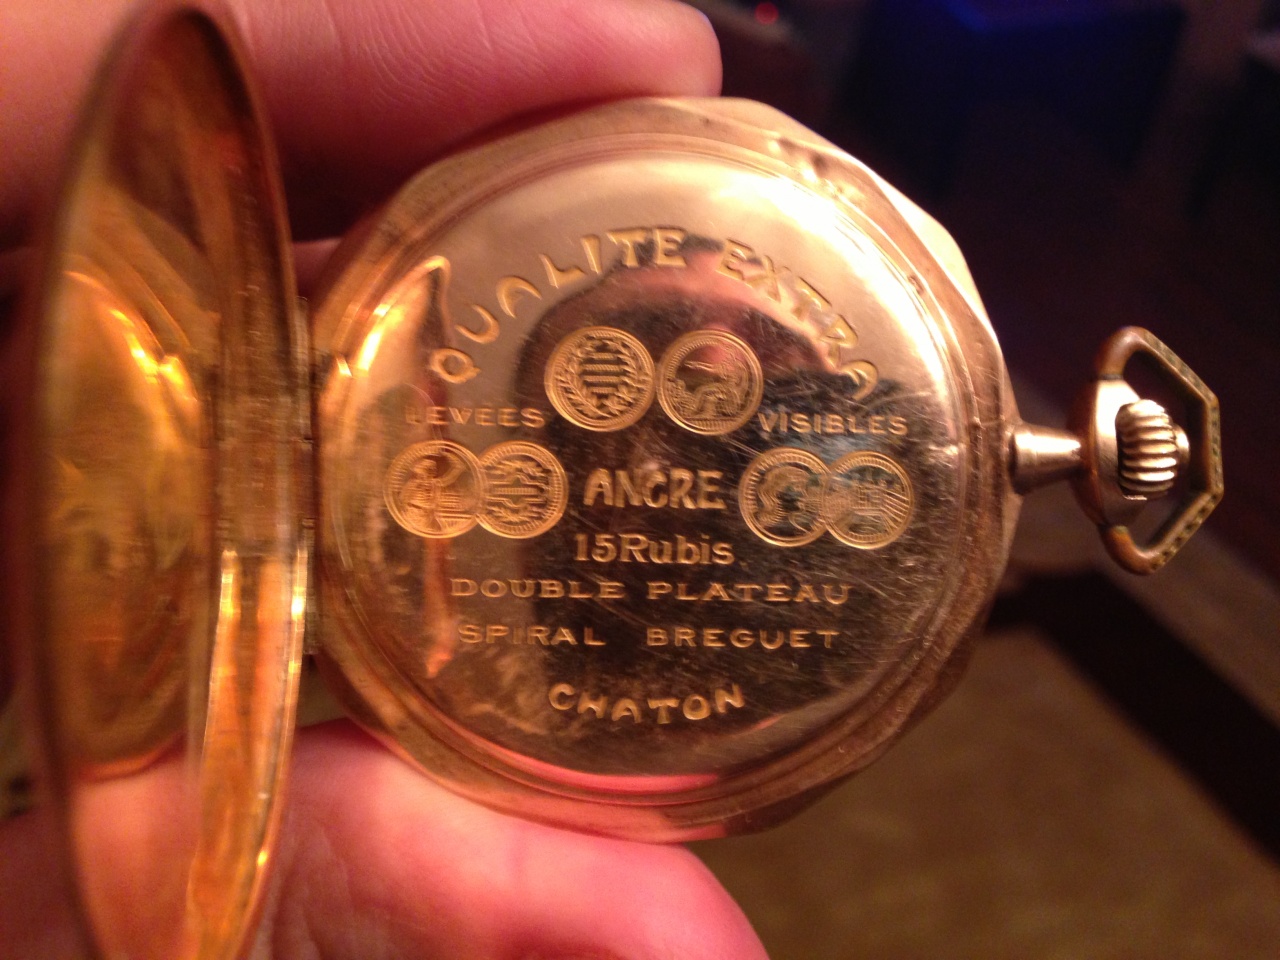 QUALITE EXTRA
LEVEES VISIBLES
ANCRE
15Rubis
DOUBLE PLATEAU
SPIRAL BREGUET
CHATON